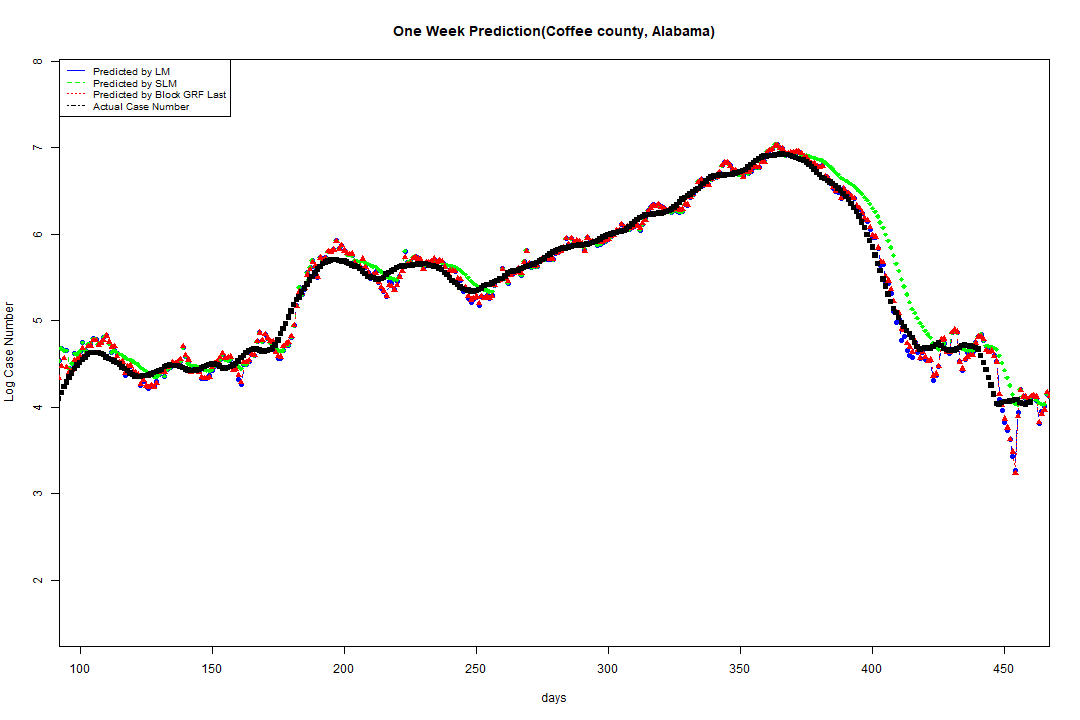 One Week Prediction(Coffee county, Alabama)
Predicted by LM
Predicted by SLM
Predicted by Block GRF Last
Actual Case Number
Log Case Number
8
7
6
5
4
3
2
100 150 200 250 300 350 400 450
days